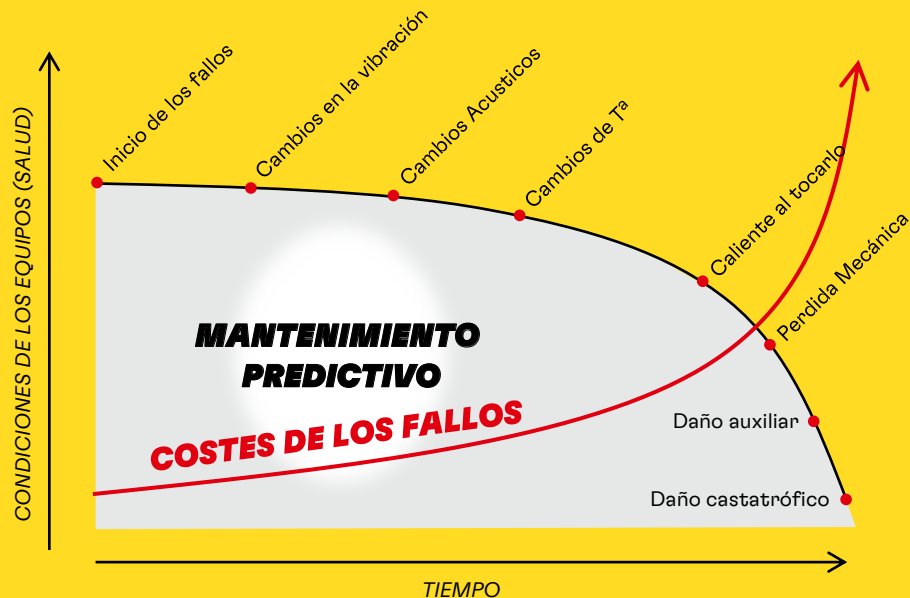 CONDICIONES DE LOS EQUIPOS (SALUD)
Inicio de los fallos
Cambios en la vibración
Cambios Acusticos
Cambios de Tª
Caliente al tocarlo
Perdida Mecánica
MANTENIMIENTO
PREDICTIVO
COSTES DE LOS FALLOS
Daño auxiliar
Daño castatrófico
TIEMPO